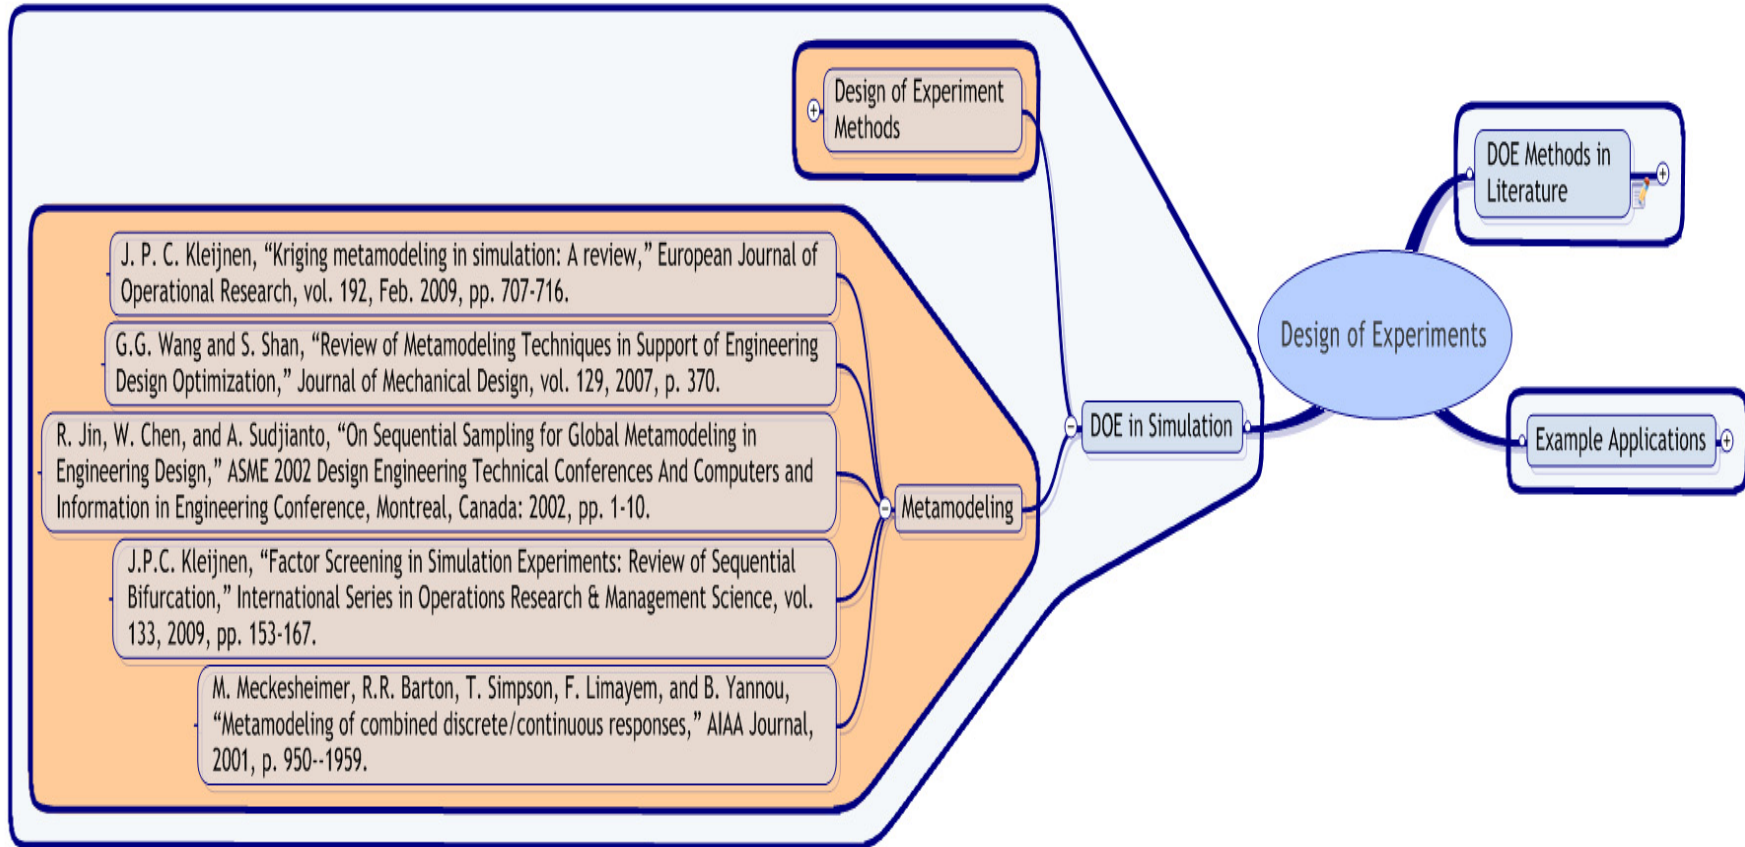 Design of Experiment
Methods
J. P. C. Kleijnen, “Kriging metamodeling in simulation: A review,” European Journal of
Operational Research, vol. 192, Feb. 2009, pp. 707-716.
G.G. Wang and S. Shan, “Review of Metamodeling Techniques in Support of Engineering
Design Optimization,” Journal of Mechanical Design, vol. 129, 2007, p. 370.
R. Jin, W. Chen, and A. Sudjianto, “On Sequential Sampling for Global Metamodeling in
Engineering Design,” ASME 2002 Design Engineering Technical Conferences And Computers and
Information in Engineering Conference, Montreal, Canada: 2002, pp. 1-10.
J.P.C. Kleijnen, “Factor Screening in Simulation Experiments: Review of Sequential
Bifurcation,” International Series in Operations Research & Management Science, vol.
133, 2009, pp. 153-167.
M. Meckesheimer, R.R. Barton, T. Simpson, F. Limayem, and B. Yannou,
“Metamodeling of combined discrete/continuous responses,” AIAA Journal,
2001, p. 950--1959.
Metamodeling
DOE in Simulation
Design of Experiments
DOE Methods in
Literature
Example Applications